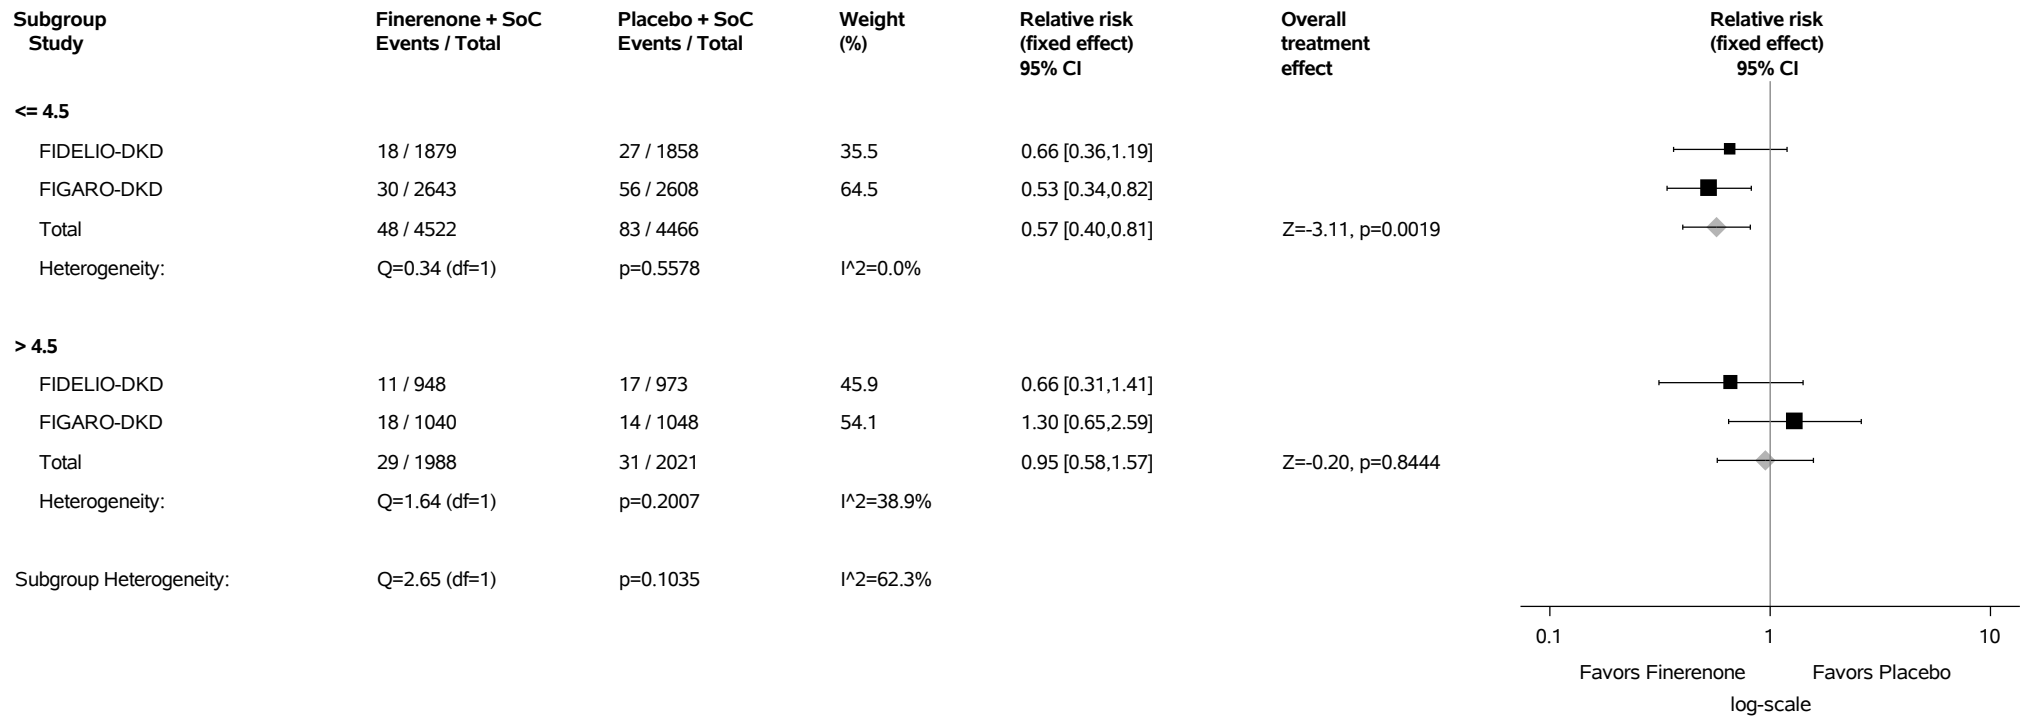 Subgroup Finerenone + SoC Placebo + SoC Weight Relative risk Overall Relative risk
Study Events / Total Events / Total (%) (fixed effect) treatment (fixed effect)
95% CI effect 95% CI
<= 4.5
FIDELIO-DKD 18 / 1879 27 / 1858 35.5 0.66 [0.36,1.19]
FIGARO-DKD 30 / 2643 56 / 2608 64.5 0.53 [0.34,0.82]
Total 48 / 4522 83 / 4466 0.57 [0.40,0.81] Z=-3.11, p=0.0019
Heterogeneity: Q=0.34 (df=1) p=0.5578 I^2=0.0%
> 4.5
FIDELIO-DKD 11 / 948 17 / 973 45.9 0.66 [0.31,1.41]
FIGARO-DKD 18 / 1040 14 / 1048 54.1 1.30 [0.65,2.59]
Total 29 / 1988 31 / 2021 0.95 [0.58,1.57] Z=-0.20, p=0.8444
Heterogeneity: Q=1.64 (df=1) p=0.2007 I^2=38.9%
Subgroup Heterogeneity: Q=2.65 (df=1) p=0.1035 I^2=62.3%
0.1 1 10
Favors Finerenone Favors Placebo
log-scale